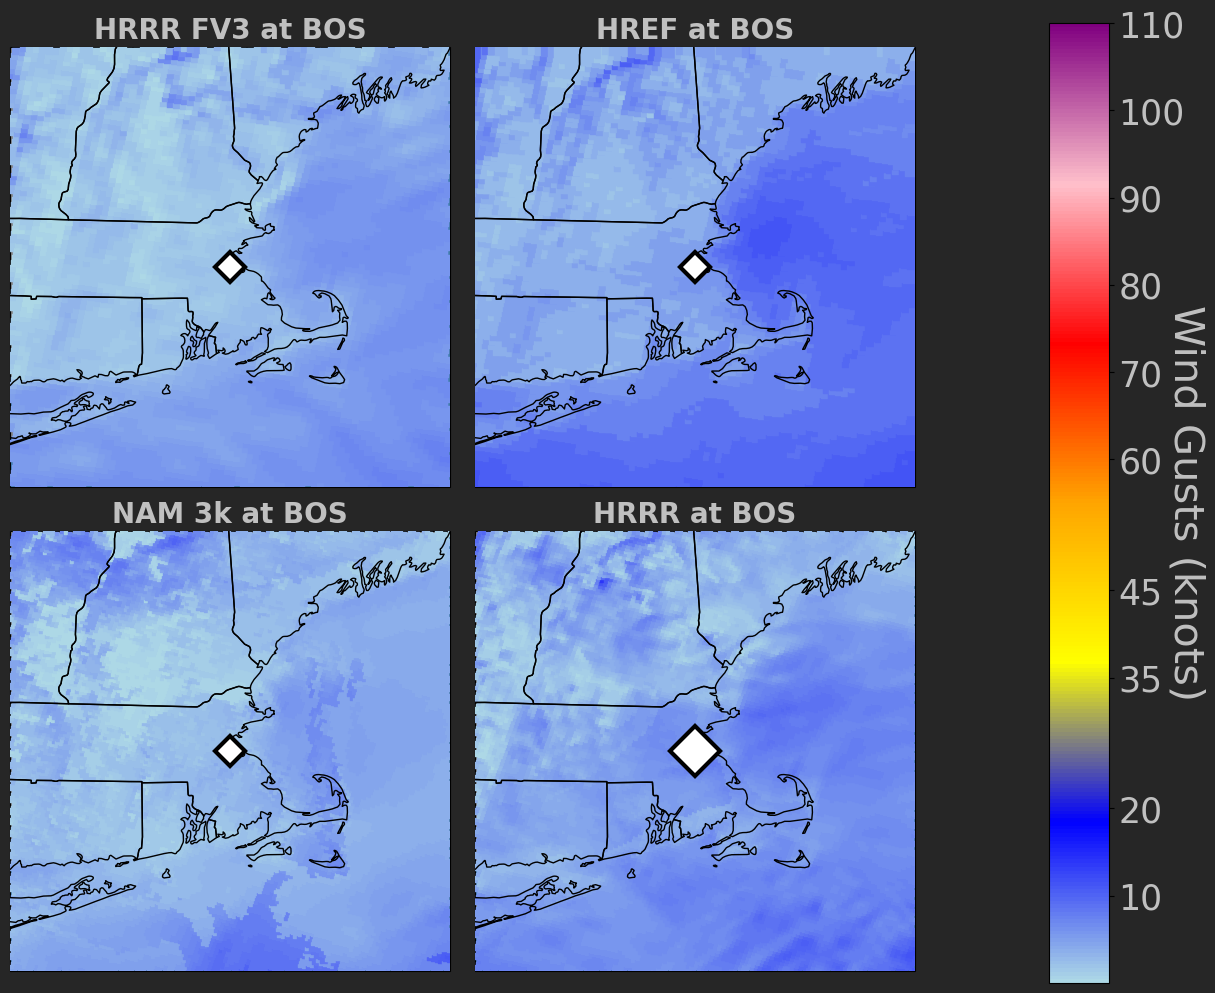 HRRR FV3 at BOS
HREF at BOS
NAM 3k at BOS
HRRR at BOS
110
100
90
80
70
60
45
35
20
10
Wind Gusts (knots)